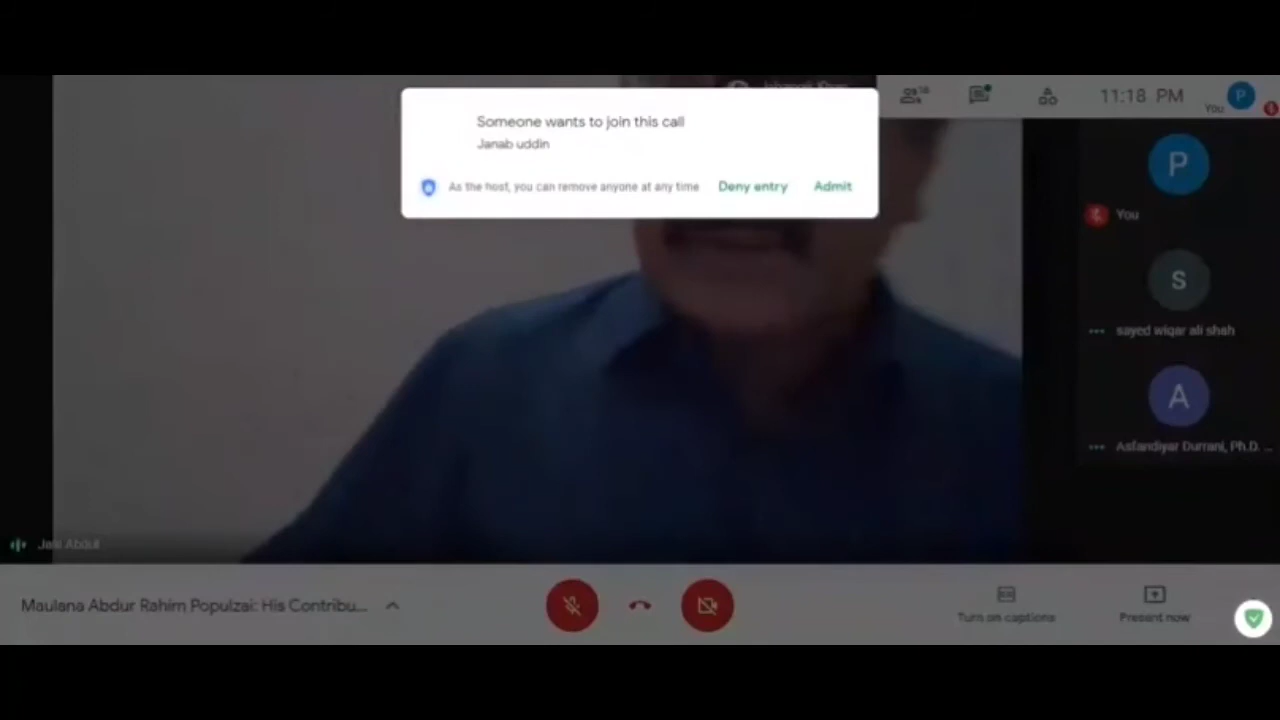 Someone wants to join this call
Janab uddin
As the host, you can remove anyone at any time
Deny entry
Admit
11:18 PM
You
P
P
You
S
sayed wiqar ali shah
A
Asfandiyar Durrani, Ph.D. ...
Abdul
Maulana Abdur Rahim Populzai: His Contribu...
Turn on captions
Present now